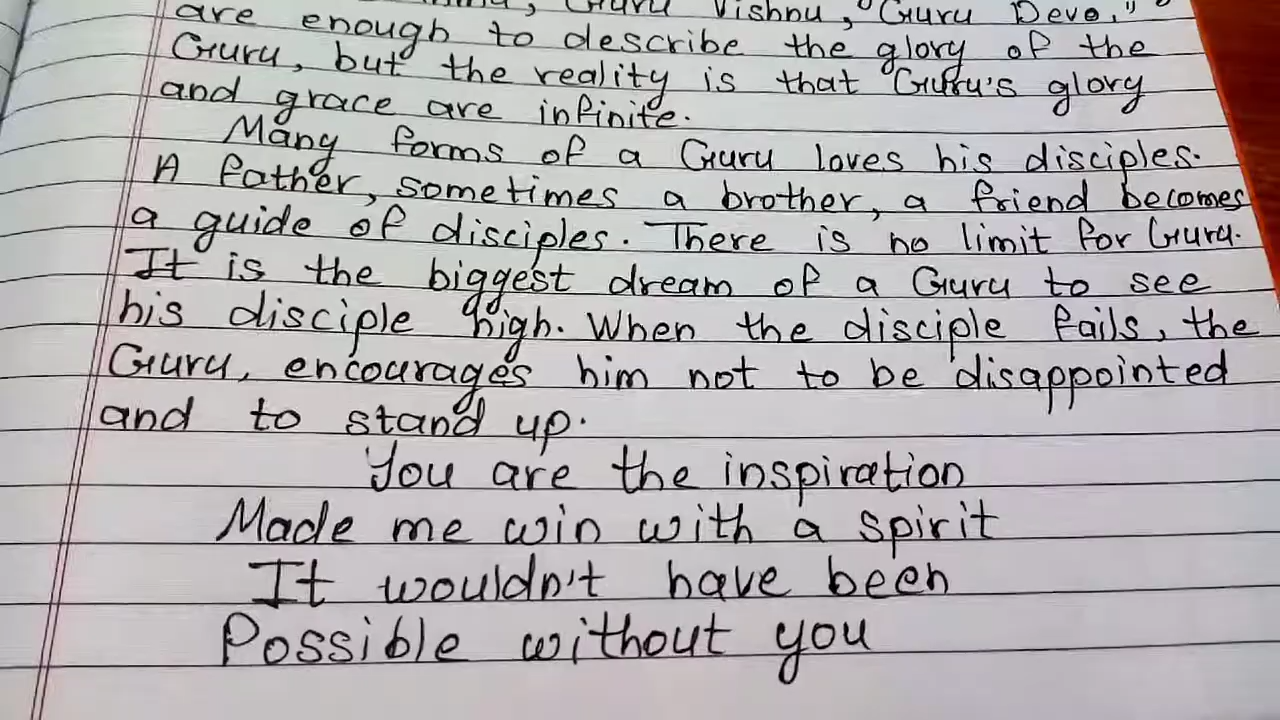 Guru Vishnu, "Guru Devo,"
are enough to describe the glory of the
Guru, but the reality is that Guru's glory
and grace are infinite.
Many forms of a Guru loves his disciples.
A father, sometimes a brother, a friend becomes
a guide of disciples. There is no limit for Guru.
It is the biggest dream of a Guru to see
his disciple high. When the disciple fails, the
Guru, encourages him not to be disappointed
and to stand up.
You are the inspiration
Made me win with a spirit
It wouldn't have been
Possible without you